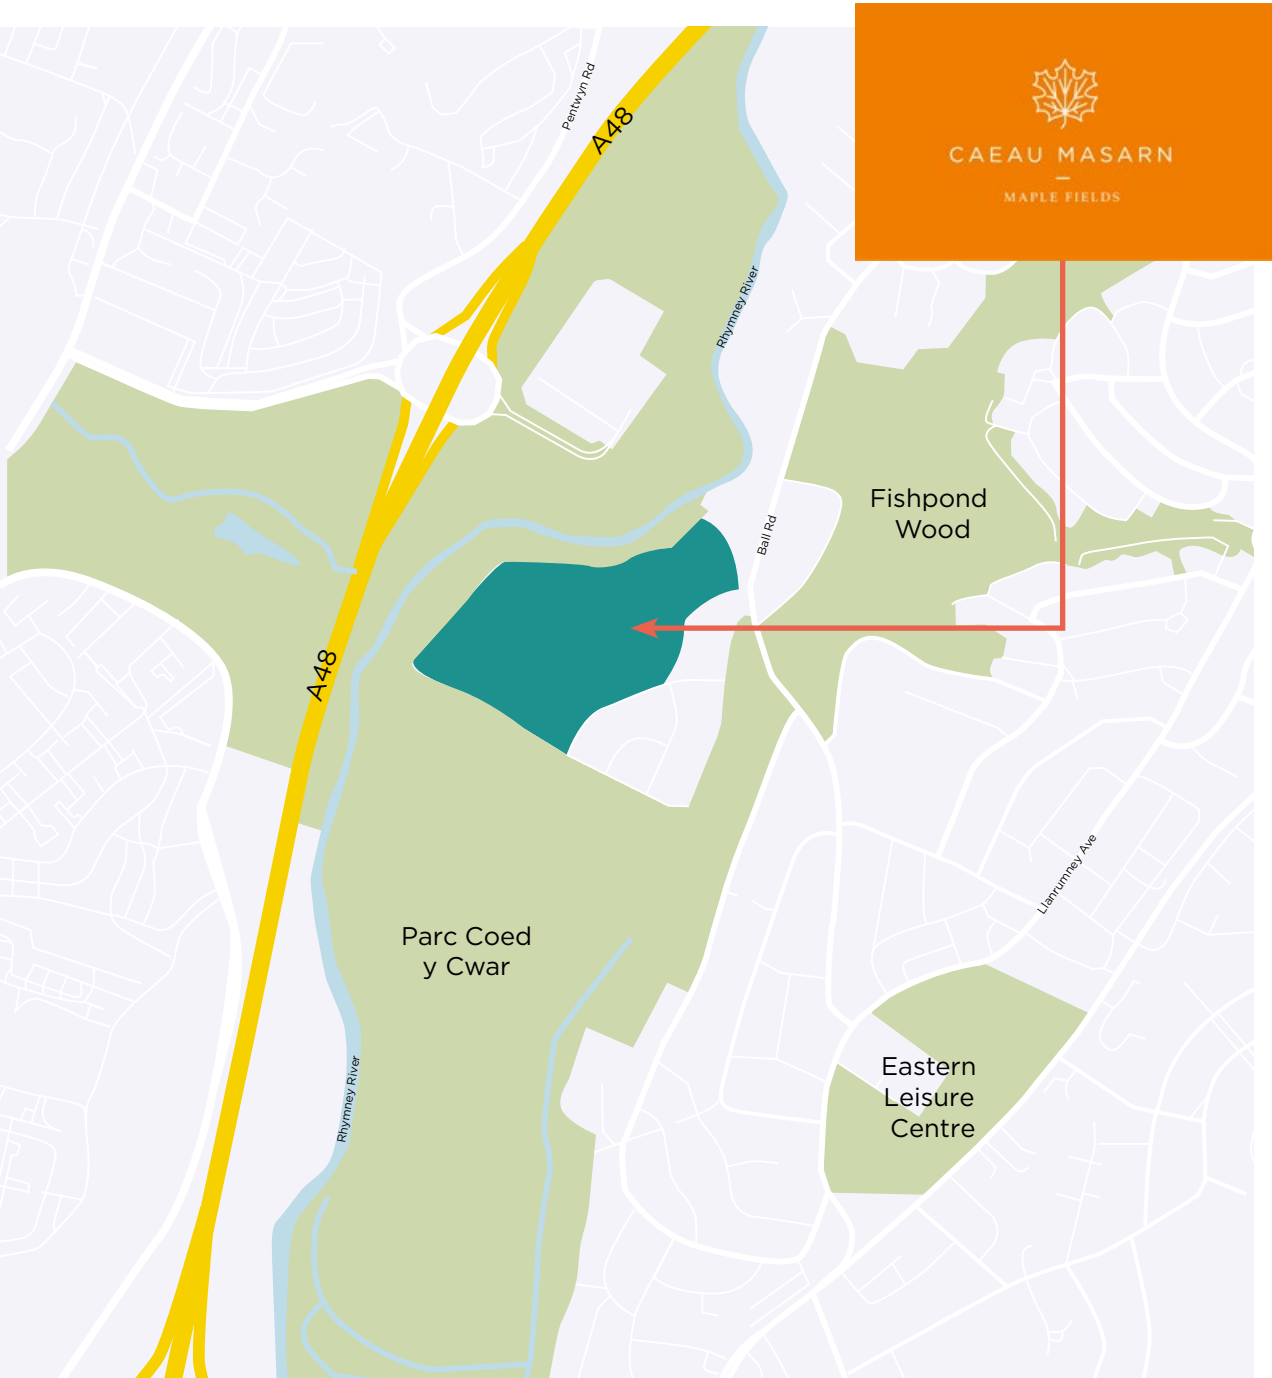 CAEAU MASARN
MAPLE FIELDS
Pentwyn Rd
A48
Rhymney River
Fishpond
Wood
Ball Rd
A48
Llanrumney Ave
Parc Coed
y Cwar
Rhymney River
Eastern
Leisure
Centre